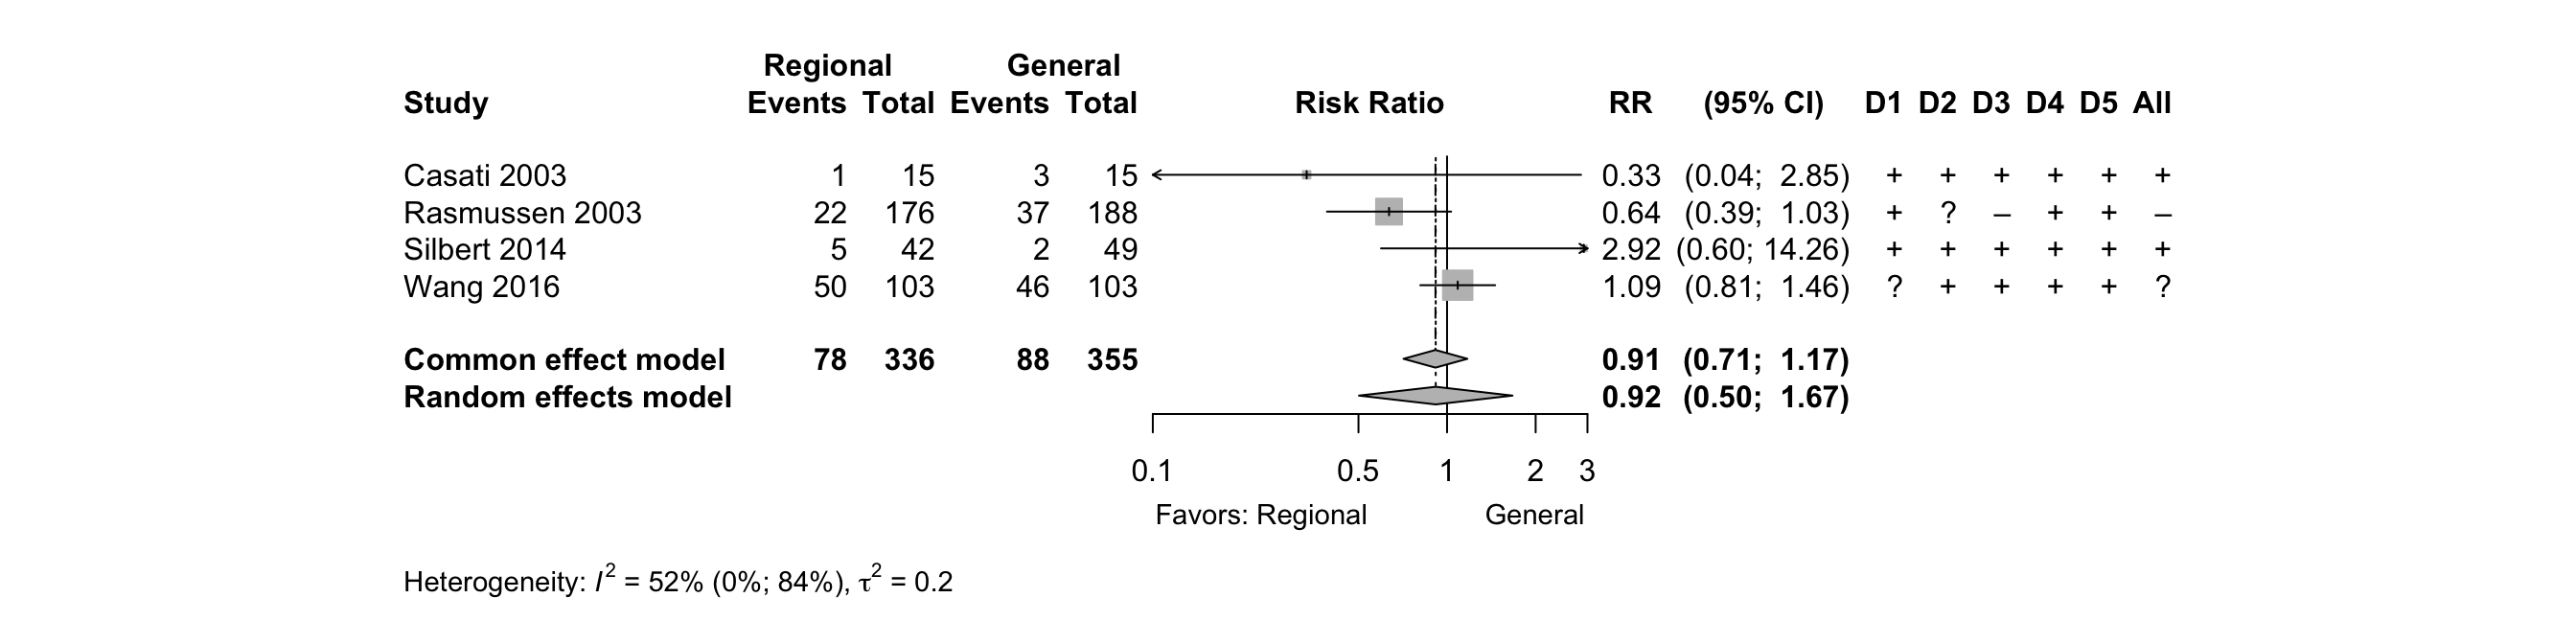 Regional General
Study Events Total Events Total Risk Ratio RR (95% CI) D1 D2 D3 D4 D5 All
Casati 2003 1 15 3 15 0.33 (0.04; 2.85) + + + + + +
Rasmussen 2003 22 176 37 188 0.64 (0.39; 1.03) + ? – + + –
Silbert 2014 5 42 2 49 2.92 (0.60; 14.26) + + + + + +
Wang 2016 50 103 46 103 1.09 (0.81; 1.46) ? + + + + ?
Common effect model 78 336 88 355 0.91 (0.71; 1.17)
Random effects model 0.92 (0.50; 1.67)
0.1 0.5 1 2 3
Favors: Regional General
Heterogeneity: I² = 52% (0%; 84%), τ² = 0.2